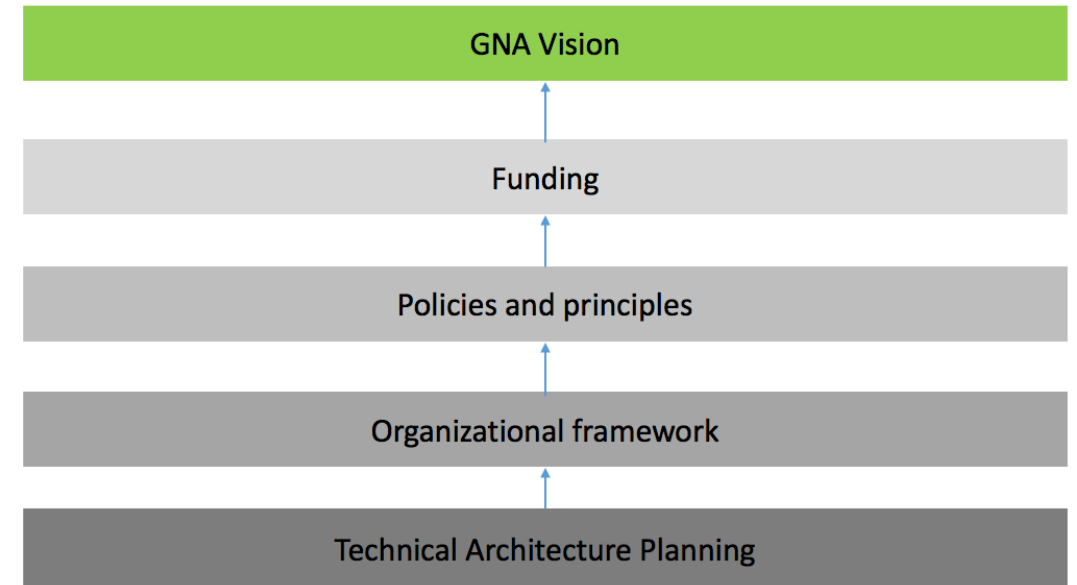 GNA Vision
Funding
Policies and principles
Organizational framework
Technical Architecture Planning